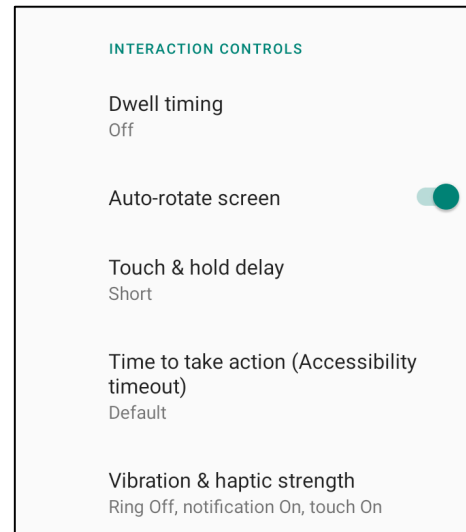 INTERACTION CONTROLS
Dwell timing
Off
Auto-rotate screen
Touch & hold delay
Short
Time to take action (Accessibility
timeout)
Default
Vibration & haptic strength
Ring Off, notification On, touch On